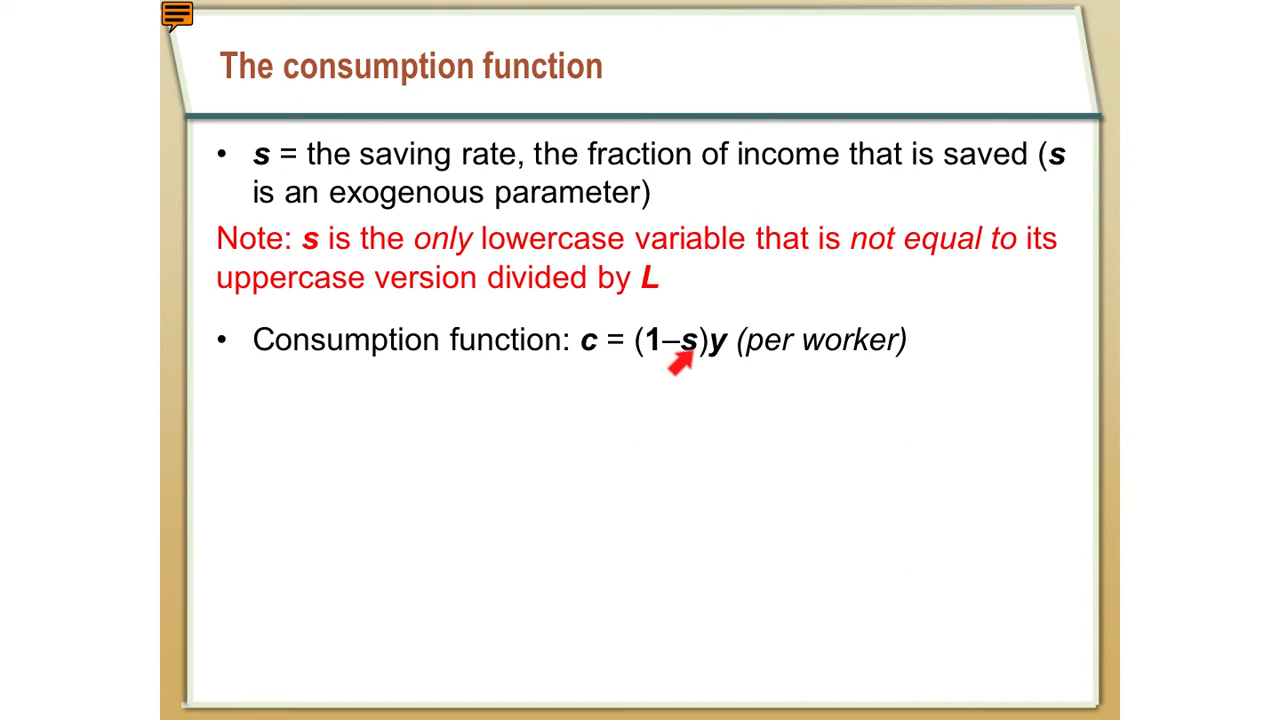 The consumption function
• s = the saving rate, the fraction of income that is saved (s
is an exogenous parameter)
Note: s is the only lowercase variable that is not equal to its
uppercase version divided by L
• Consumption function: c = (1–s)y (per worker)